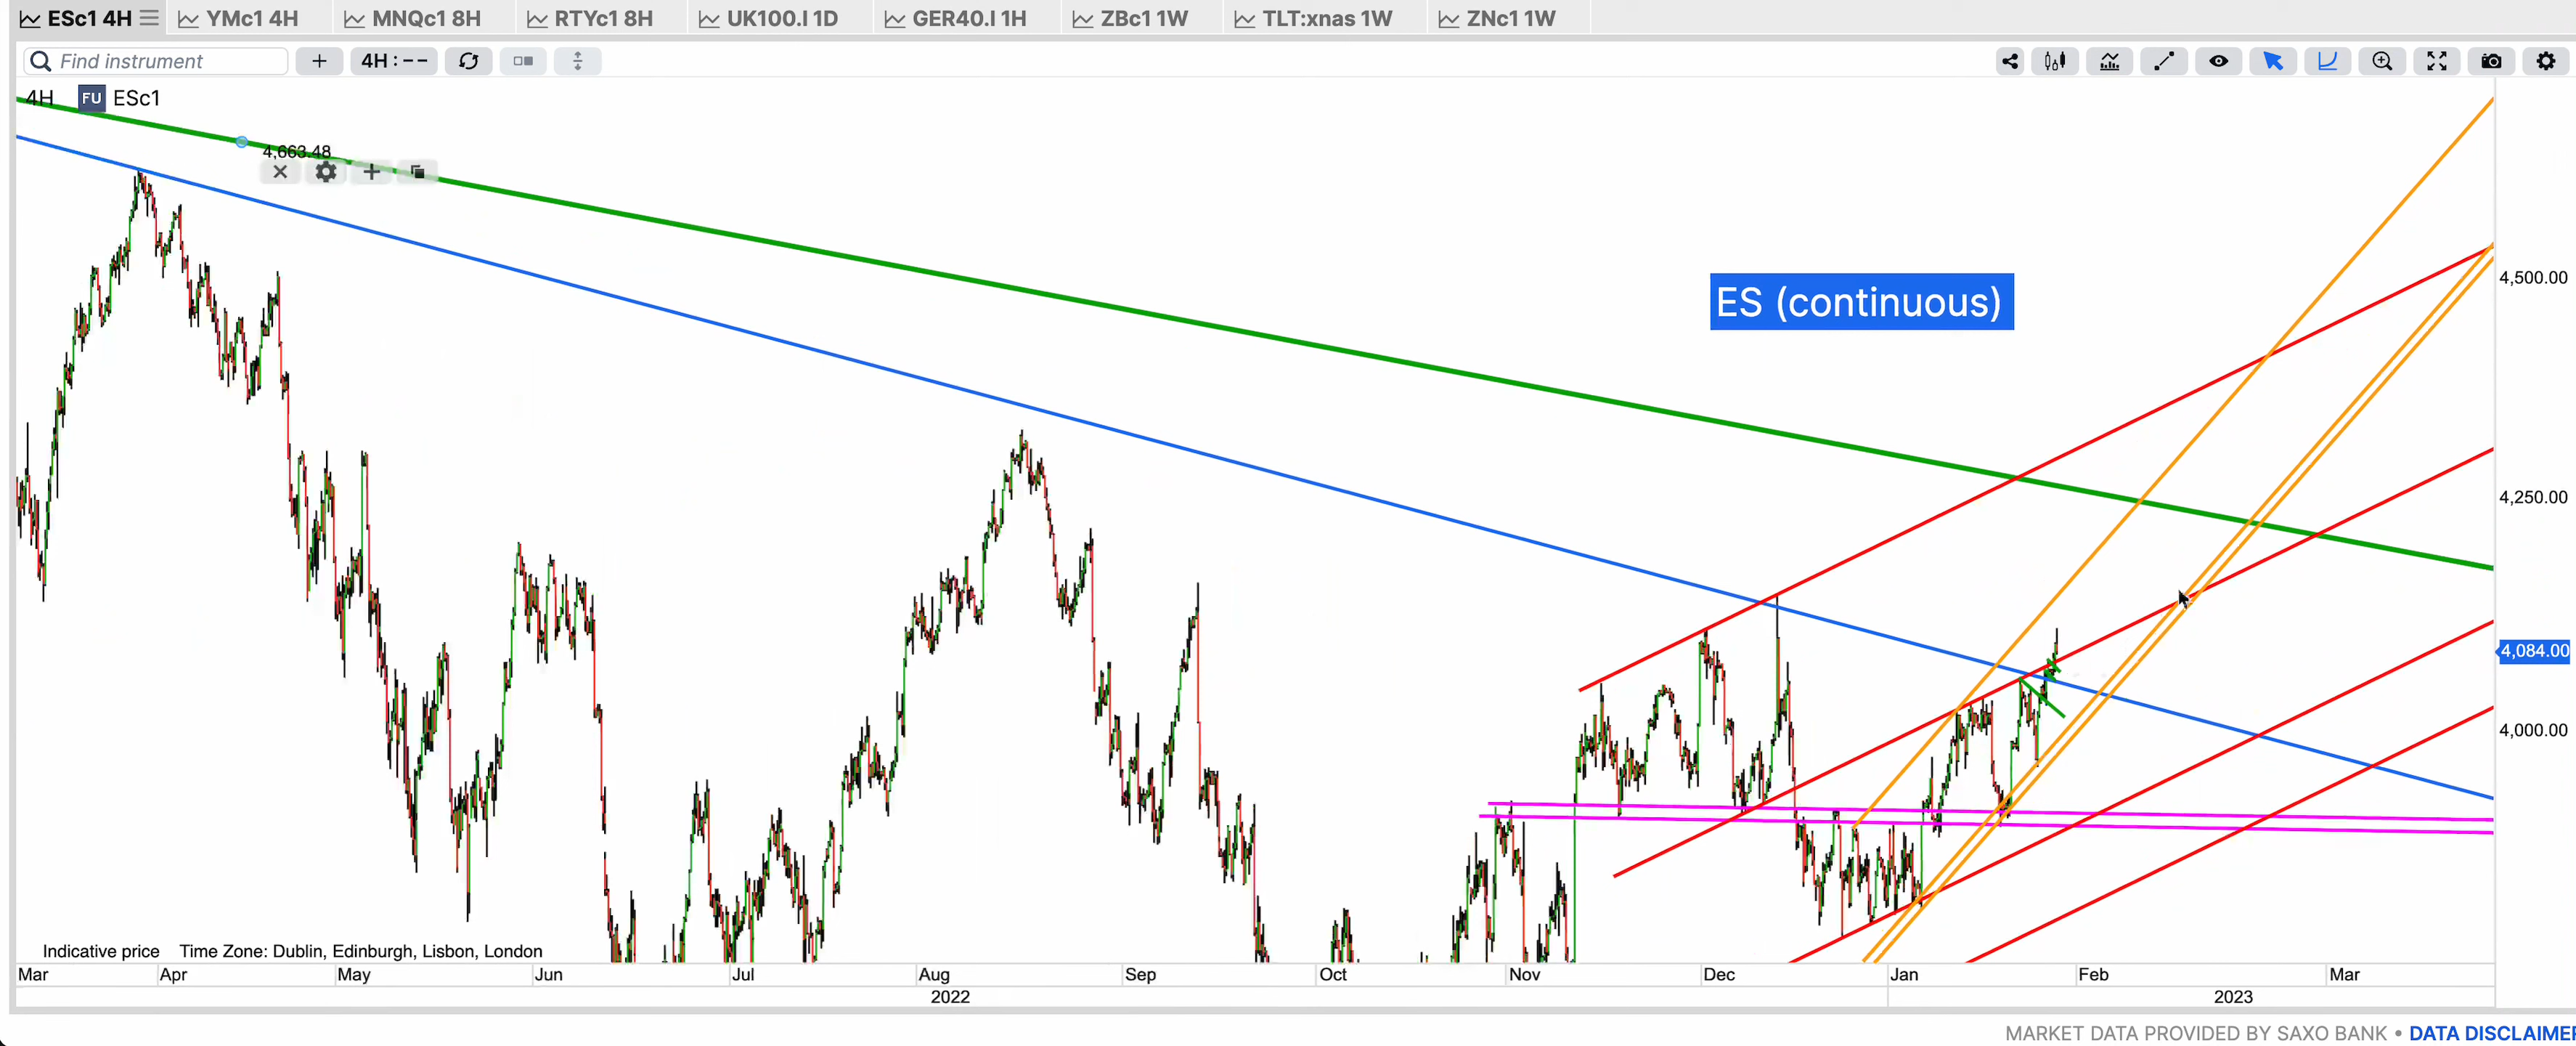 ESc1 4H YMc1 4H MNQc1 8H RTYc1 8H UK100.I 1D GER40.I 1H ZBc1 1W TLT:xnas 1W ZNc1 1W
Find instrument 4H : --
4H FU ESc1
4,663.48
ES (continuous)
4,500.00
4,250.00
4,084.00
4,000.00
Indicative price Time Zone: Dublin, Edinburgh, Lisbon, London
Mar Apr May Jun Jul Aug Sep Oct Nov Dec Jan Feb Mar
2022 2023
MARKET DATA PROVIDED BY SAXO BANK • DATA DISCLAIMER